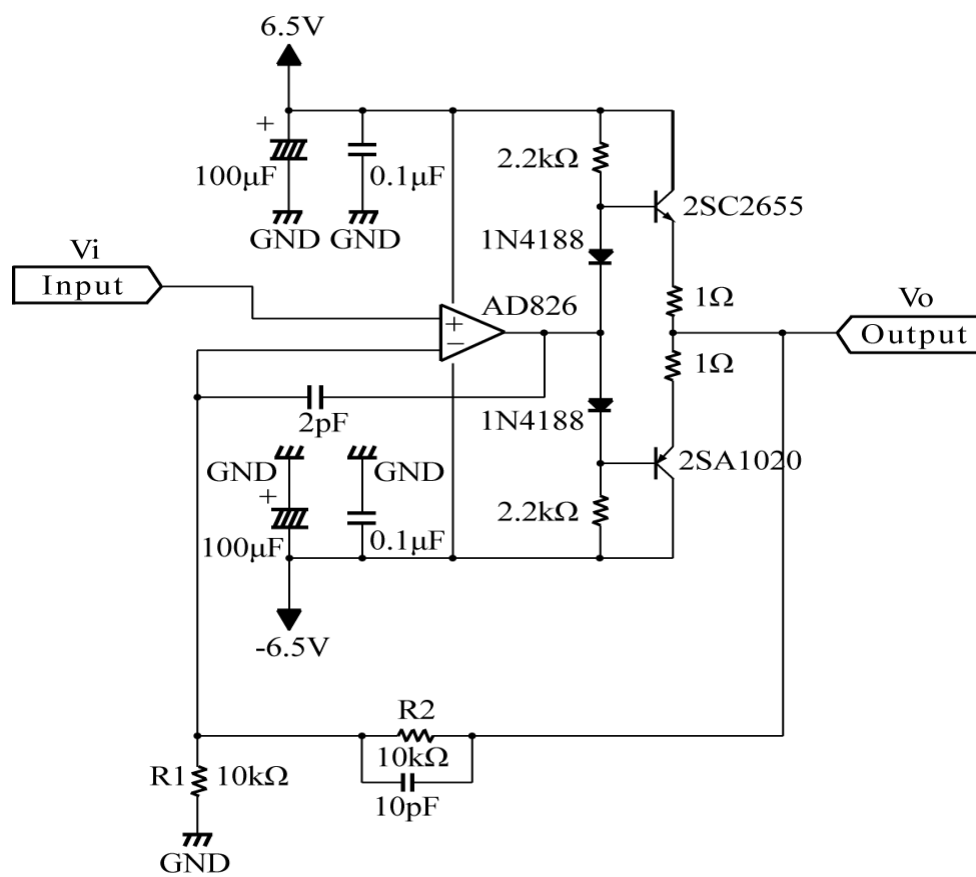 6.5V
+
100μF
0.1μF
GND
GND
2.2kΩ
2SC2655
1N4188
Vi
Input
AD826
+
−
1Ω
Vo
Output
1Ω
2pF
1N4188
GND
GND
2SA1020
+
100μF
0.1μF
2.2kΩ
-6.5V
R2
10kΩ
10pF
R1
10kΩ
GND